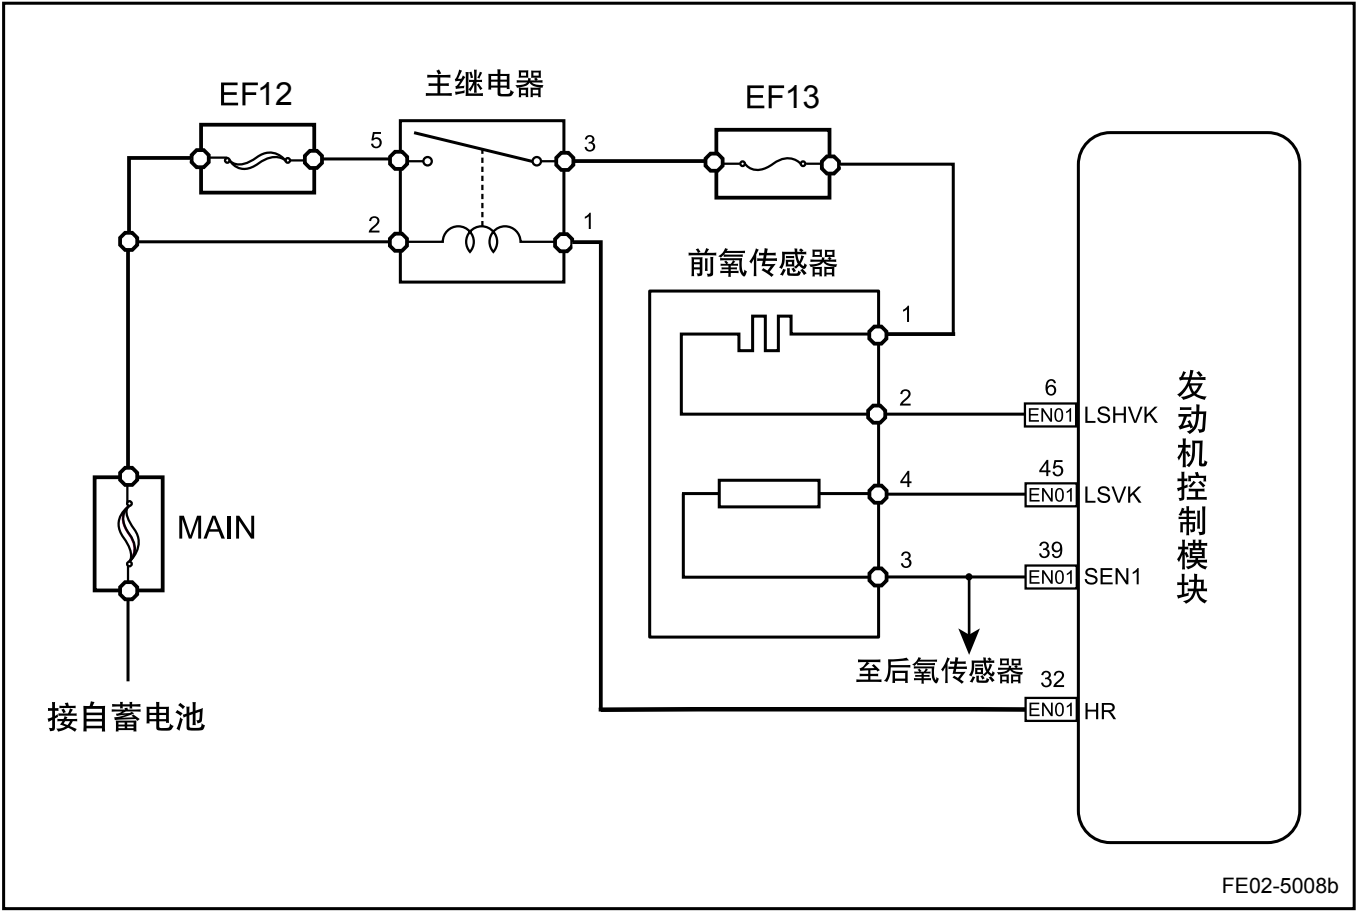 EF12
主继电器
EF13
5
3
2
1
前氧传感器
1
2
6
EN01
LSHVK
4
45
EN01
LSVK
3
39
EN01
SEN1
至后氧传感器
32
EN01
HR
发动机控制模块
MAIN
接自蓄电池
FE02-5008b